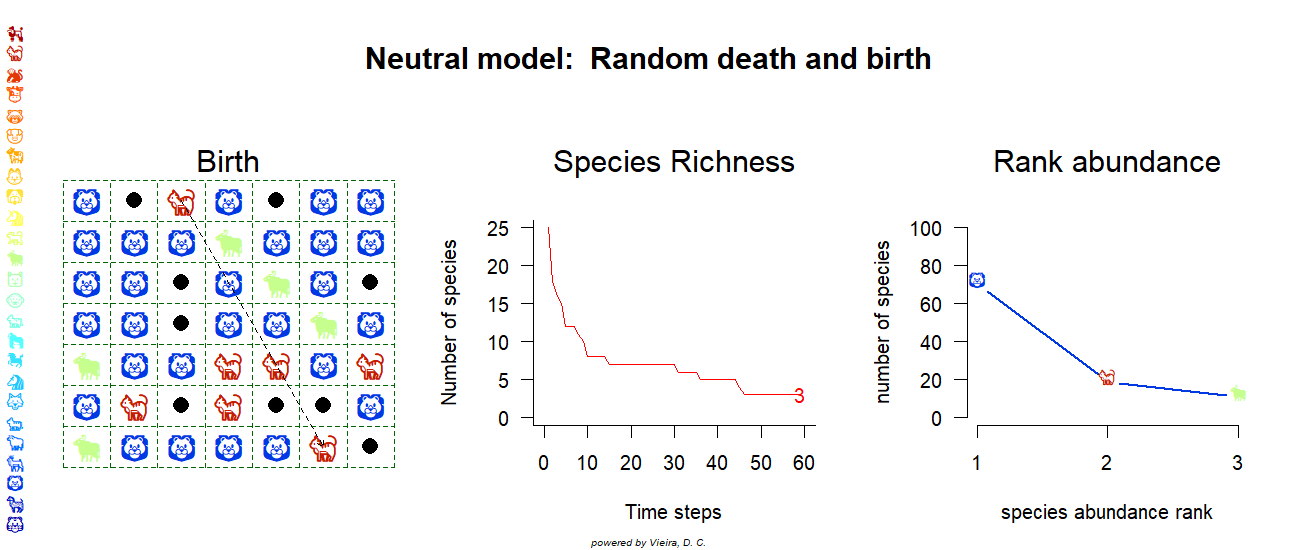 Neutral model:  Random death and birth
Birth
Species Richness
Number of species
25
20
15
10
5
0
3
0 10 20 30 40 50 60
Time steps
Rank abundance
number of species
100
80
60
40
20
0
1 2 3
species abundance rank
powered by Vieira, D. C.